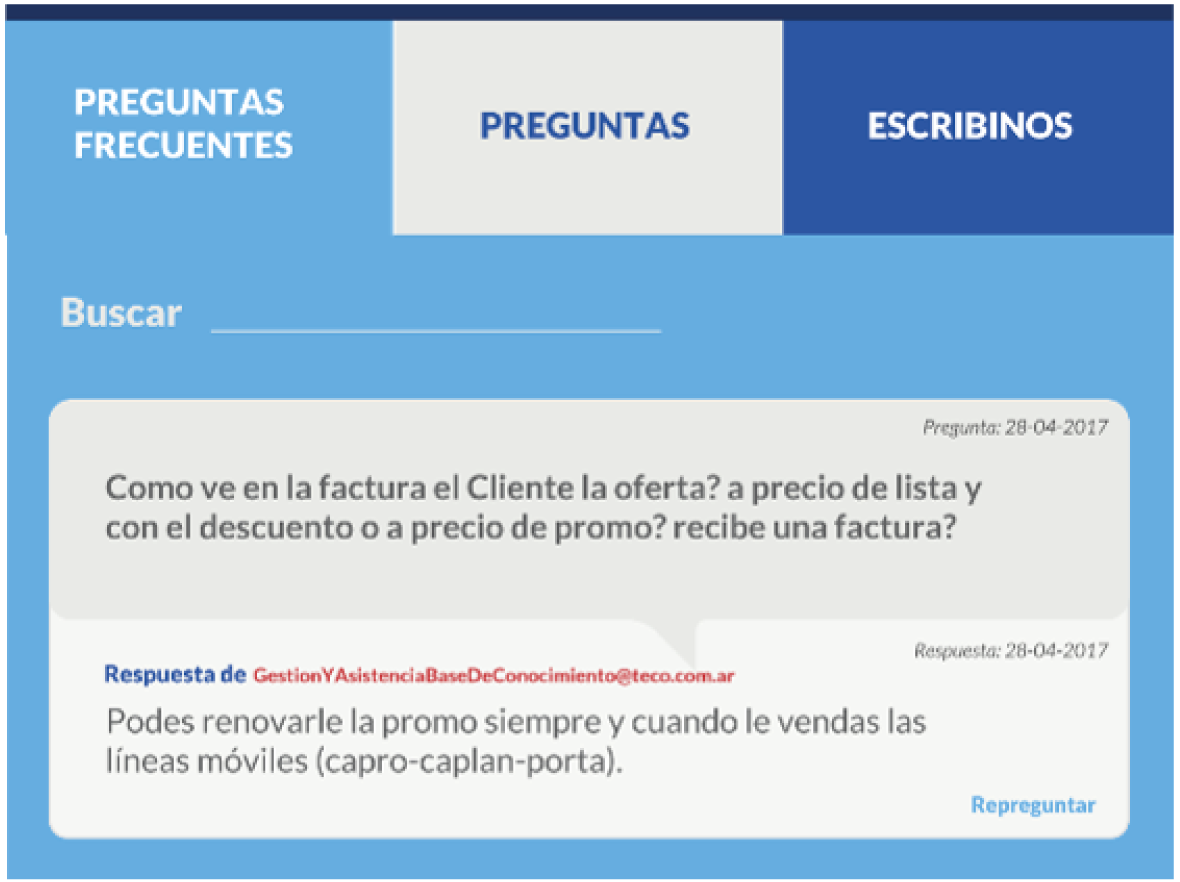 PREGUNTAS
FRECUENTES
PREGUNTAS
ESCRIBINOS
Buscar
Pregunta: 28-04-2017
Como ve en la factura el Cliente la oferta? a precio de lista y
con el descuento o a precio de promo? recibe una factura?
Respuesta: 28-04-2017
Respuesta de GestionYAsistenciaBaseDeConocimiento@teco.com.ar
Podes renovarle la promo siempre y cuando le vendas las
líneas móviles (capro-caplan-porta).
Repreguntar